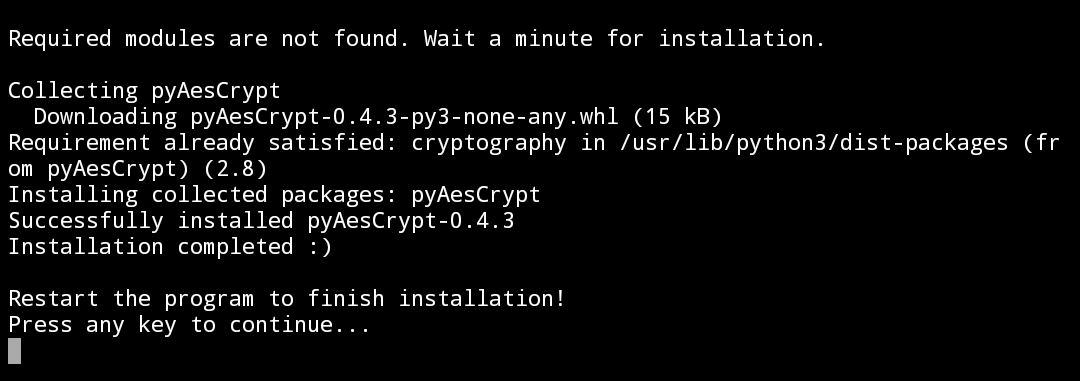 Required modules are not found. Wait a minute for installation.
Collecting pyAesCrypt
  Downloading pyAesCrypt-0.4.3-py3-none-any.whl (15 kB)
Requirement already satisfied: cryptography in /usr/lib/python3/dist-packages (fr
om pyAesCrypt) (2.8)
Installing collected packages: pyAesCrypt
Successfully installed pyAesCrypt-0.4.3
Installation completed :)
Restart the program to finish installation!
Press any key to continue...